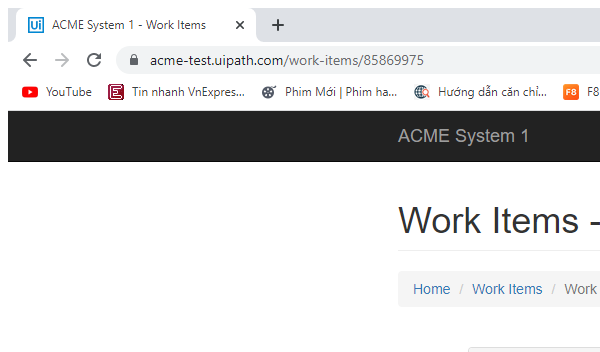 Ui ACME System 1 - Work Items
acme-test.uipath.com/work-items/85869975
YouTube E Tin nhanh VnExpres... Phim Mới | Phim ha... Hướng dẫn căn chỉ... F8 F8
ACME System 1
Work Items -
Home / Work Items / Work